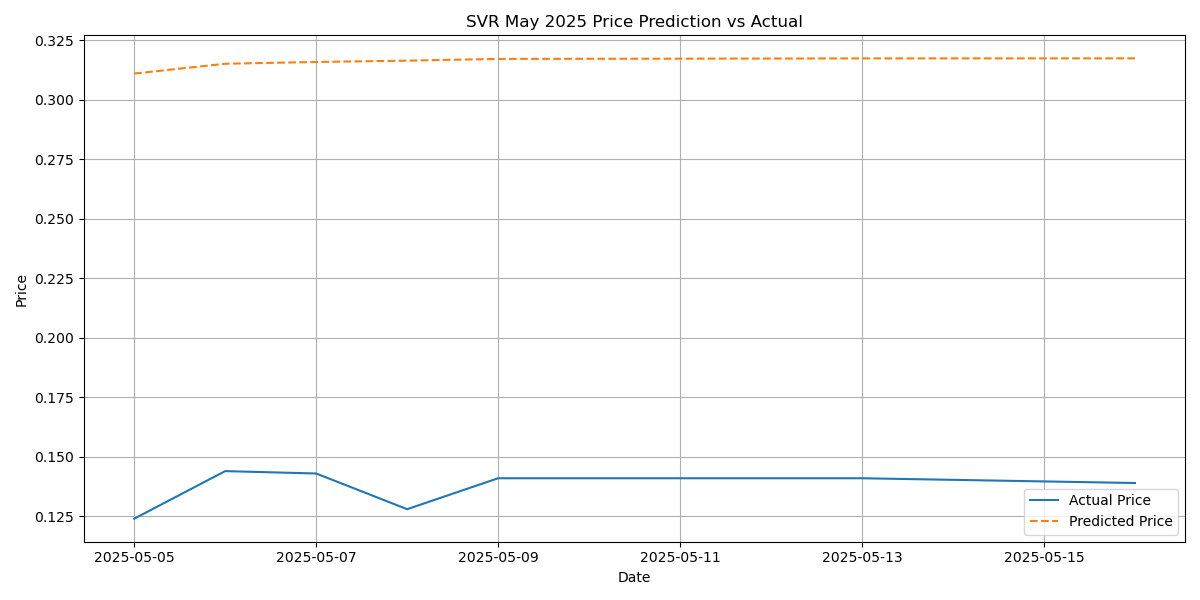 SVR May 2025 Price Prediction vs Actual
Price
0.325
0.300
0.275
0.250
0.225
0.200
0.175
0.150
0.125
2025-05-05 2025-05-07 2025-05-09 2025-05-11 2025-05-13 2025-05-15
Date
Actual Price
Predicted Price